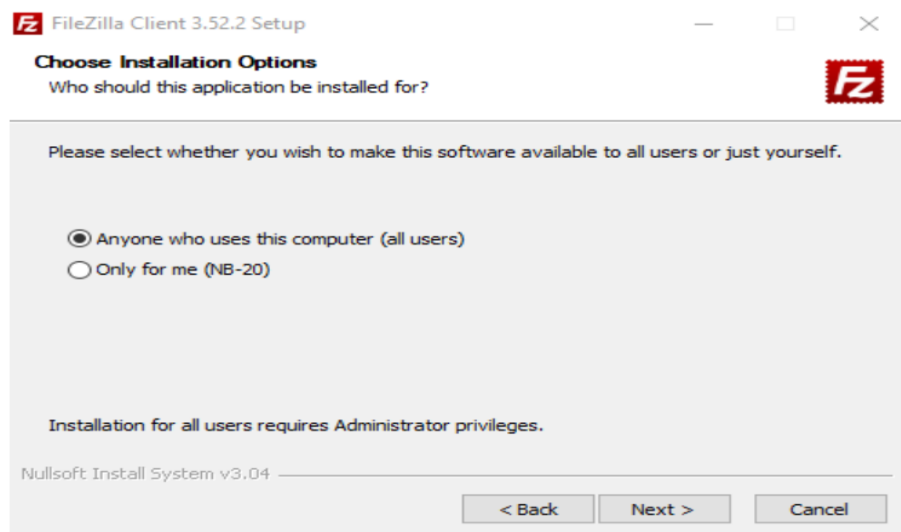 FileZilla Client 3.52.2 Setup
Choose Installation Options
Who should this application be installed for?
Fz
Please select whether you wish to make this software available to all users or just yourself.
Anyone who uses this computer (all users)
Only for me (NB-20)
Installation for all users requires Administrator privileges.
Nullsoft Install System v3.04
< Back Next > Cancel